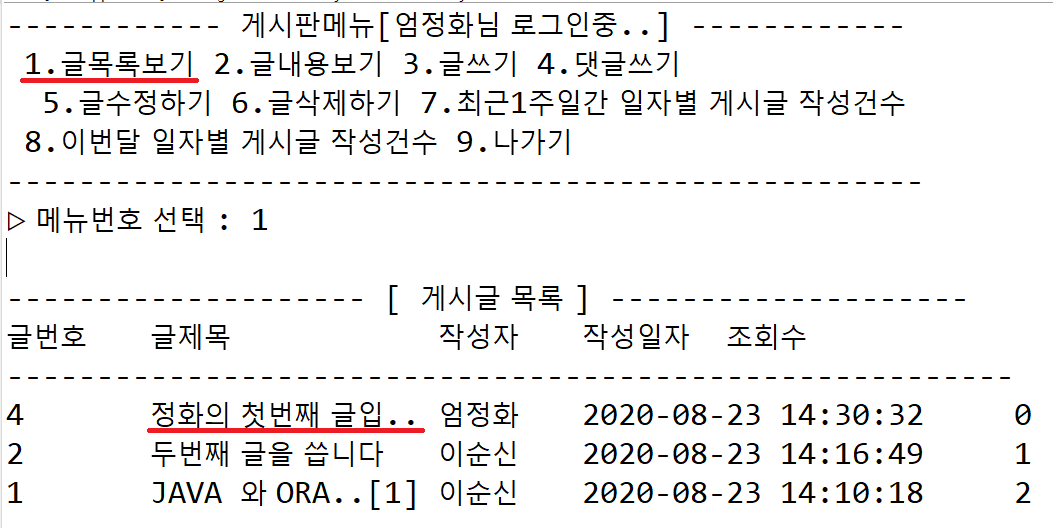 ------------ 게시판메뉴[엄정화님 로그인중..] ------------
1.글목록보기 2.글내용보기 3.글쓰기 4.댓글쓰기
5.글수정하기 6.글삭제하기 7.최근1주일간 일자별 게시글 작성건수
8.이번달 일자별 게시글 작성건수 9.나가기
---------------------------------------------------
▷ 메뉴번호 선택 : 1
-------------------- [ 게시글 목록 ] --------------------
글번호 글제목 작성자 작성일자 조회수
--------------------------------------------------------
4 정화의 첫번째 글입.. 엄정화 2020-08-23 14:30:32 0
2 두번째 글을 씁니다 이순신 2020-08-23 14:16:49 1
1 JAVA 와 ORA..[1] 이순신 2020-08-23 14:10:18 2